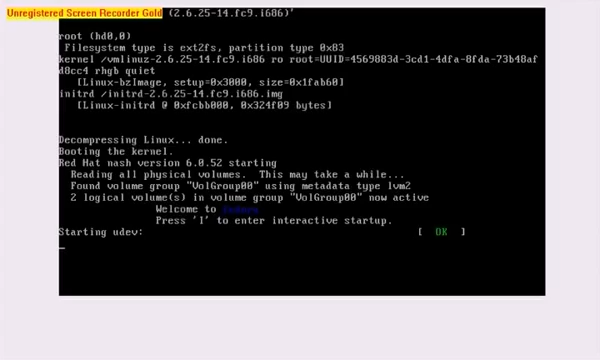 Unregistered Screen Recorder Gold (2.6.25-14.fc9.i686)'
root (hd0,0)
Filesystem type is ext2fs, partition type 0x83
kernel /vmlinuz-2.6.25-14.fc9.i686 ro root=UUID=4569883d-3cd1-4dfa-8fda-73b48af
d8cc4 rhgb quiet
[Linux-bzImage, setup=0x3000, size=0x1fab60]
initrd /initrd-2.6.25-14.fc9.i686.img
[Linux-initrd @ 0xfcbb000, 0x324f09 bytes]
Decompressing Linux... done.
Booting the kernel.
Red Hat nash version 6.0.52 starting
Reading all physical volumes. This may take a while...
Found volume group "VolGroup00" using metadata type lvm2
2 logical volume(s) in volume group "VolGroup00" now active
Welcome to Fedora
Press 'I' to enter interactive startup.
Starting udev: [ OK ]